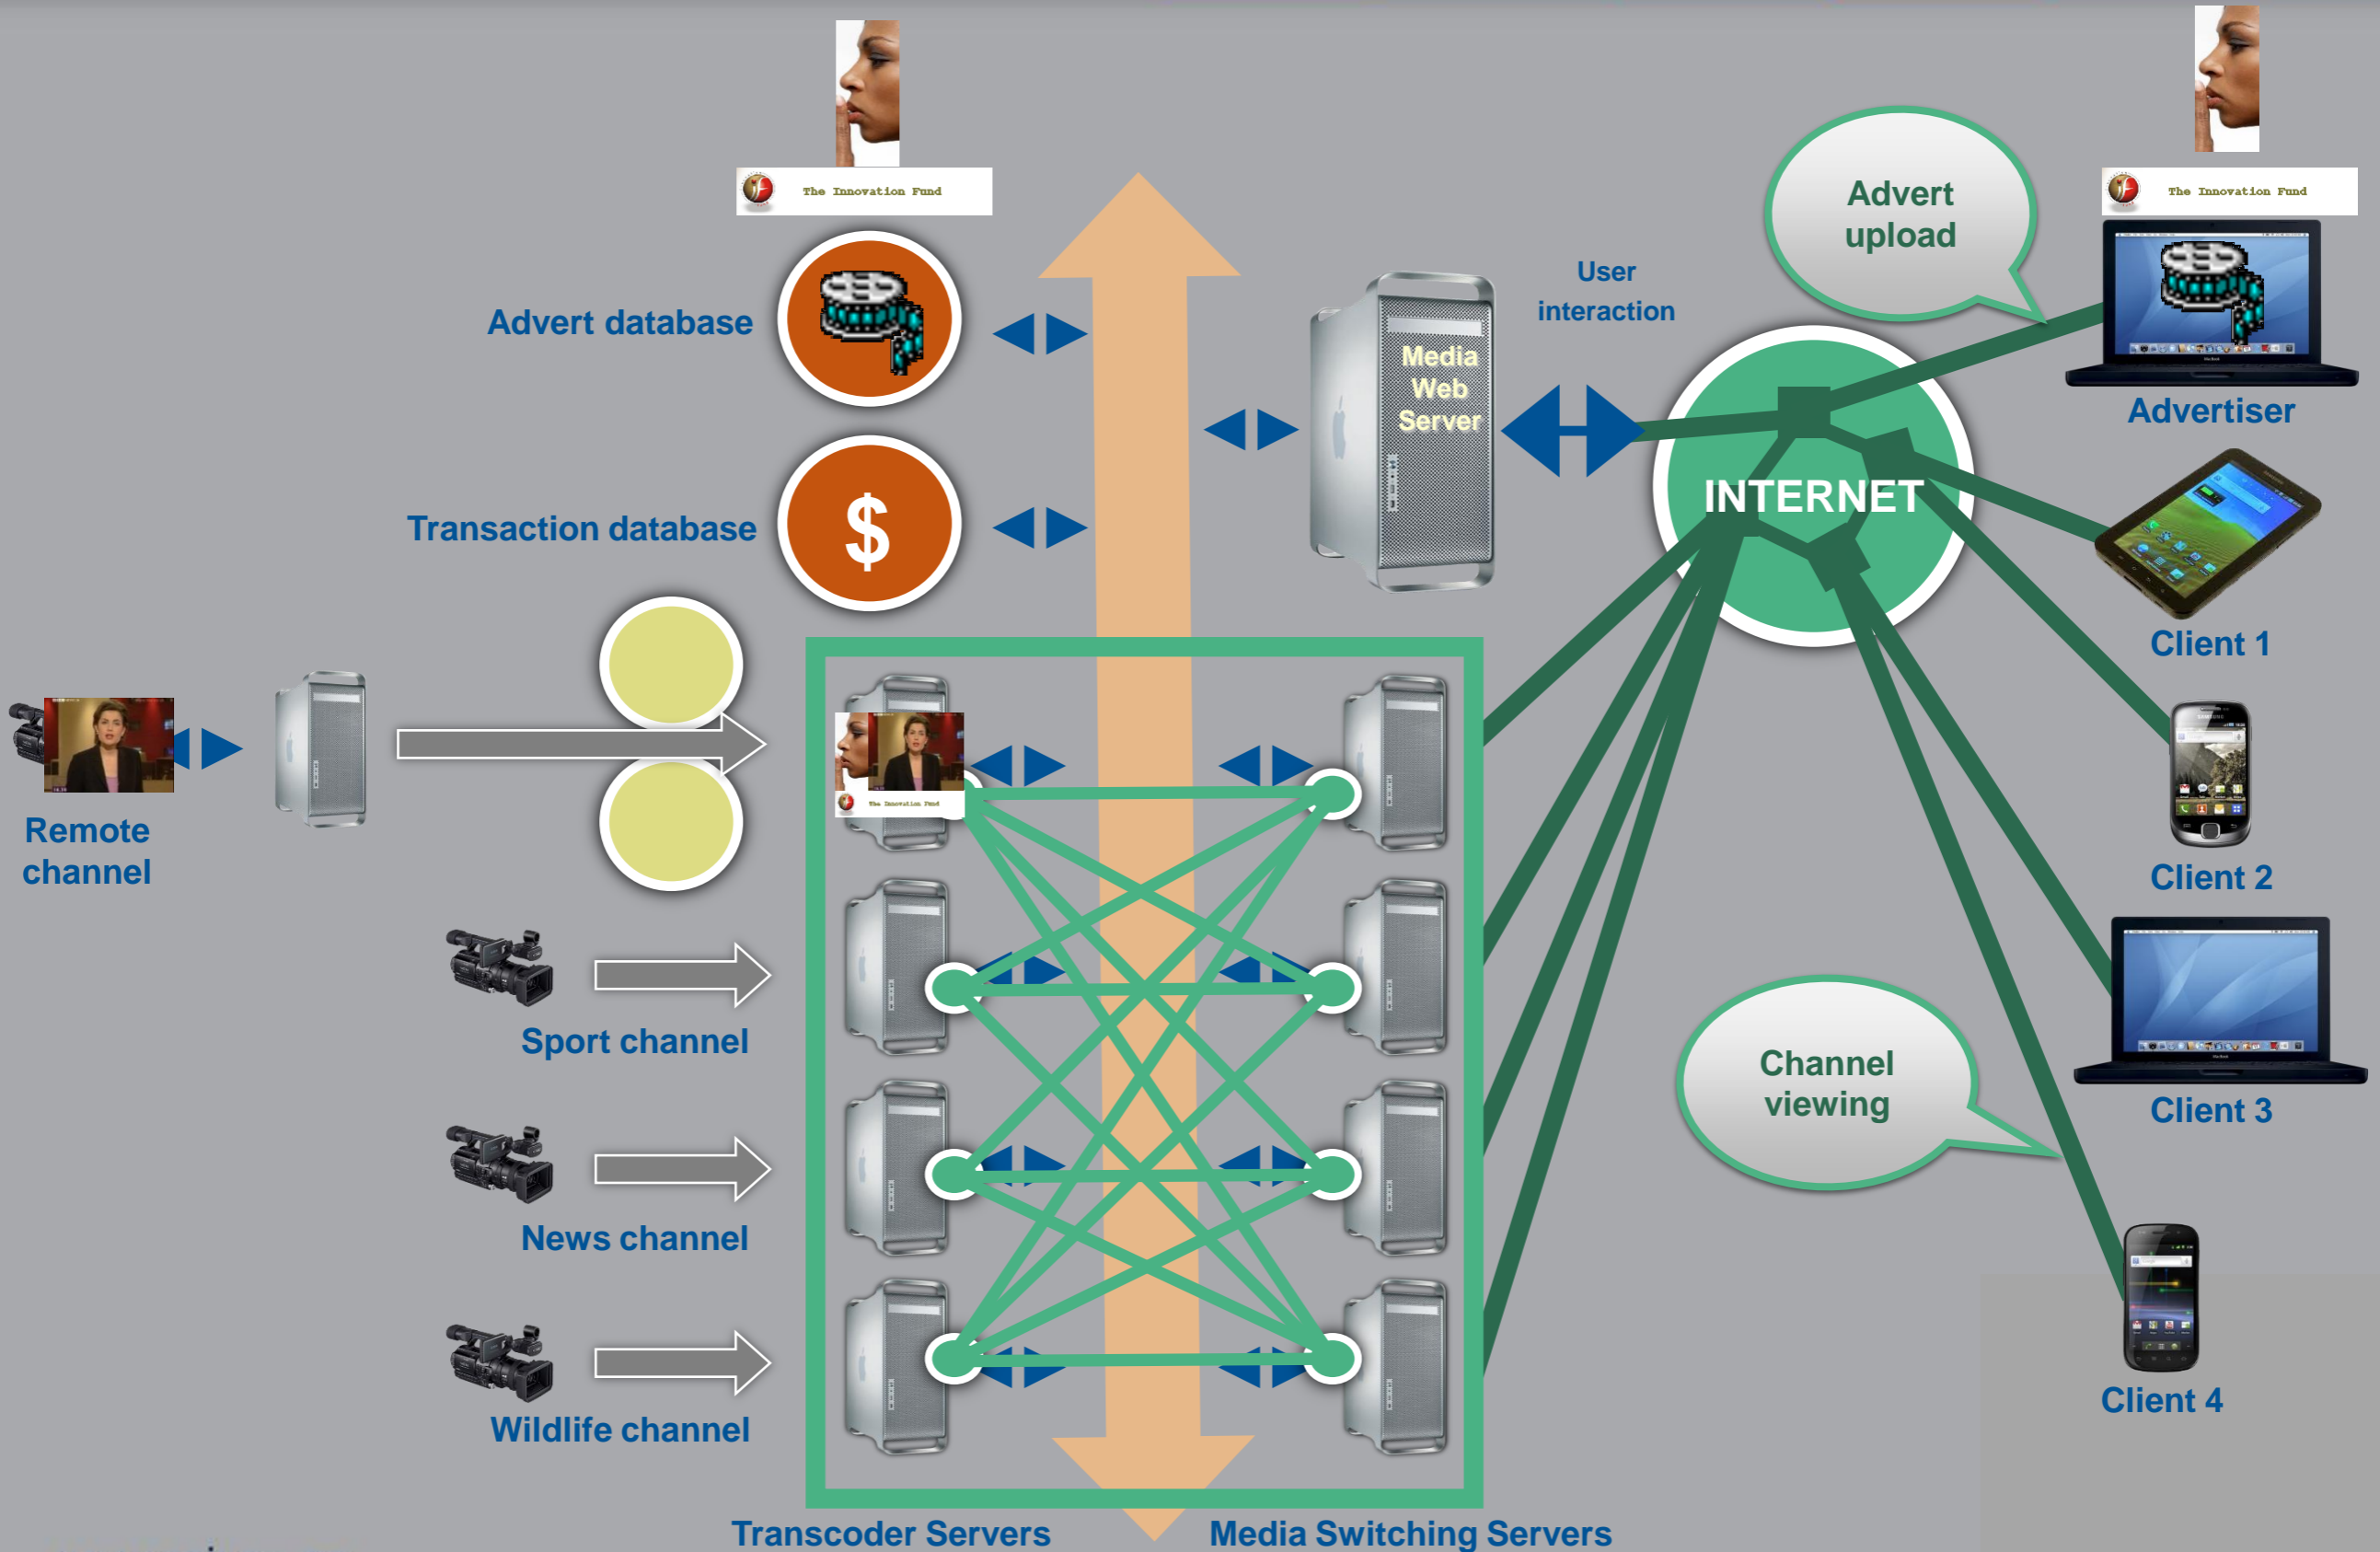 The Innovation Fund
The Innovation Fund
Advert
upload
User
interaction
Advert database
Media
Web
Server
Advertiser
INTERNET
Transaction database
$
Client 1
The Innovation Fund
Remote
channel
Client 2
Sport channel
Channel
viewing
Client 3
News channel
Client 4
Wildlife channel
Transcoder Servers
Media Switching Servers